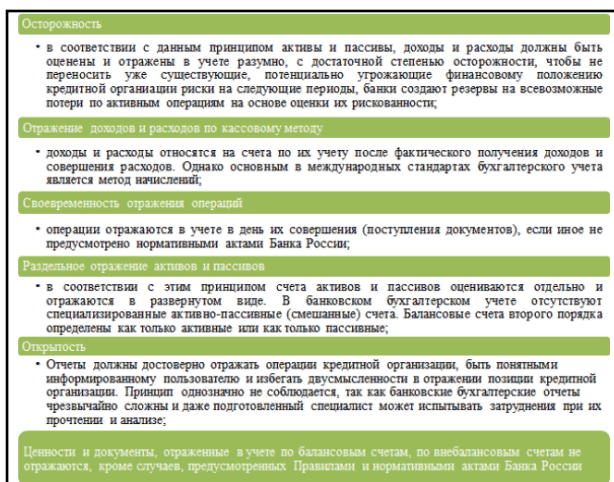 Осторожность
• в соответствии с данным принципом активы и пассивы, доходы и расходы должны быть
оценены и отражены в учете разумно, с достаточной степенью осторожности, чтобы не
переносить уже существующие, потенциально угрожающие финансовому положению
кредитной органиации риски на следующие периоды, банки создают резервы на всевозможные
потери по активным операциям на основе оценки их рискованности;
Отражение доходов и расходов по кассовому методу
• доходы и расходы относятся на счета по их учету после фактического получения доходов и
совершения расходов. Однако основным в международных стандартах бухгалтерского учета
является метод начислений;
Своевременность отражения операций
• операции отражаются в учете в день их совершения (поступления документов), если иное не
предусмотрено нормативными актами Банка России;
Раздельное отражение активов и пассивов
• в соответствии с этим принципом счета активов и пассивов оцениваются отдельно и
отражаются в развернутом виде. В банковском бухгалтерском учете отсутствуют
специализированные активно-пассивные (смешанные) счета. Балансовые счета второго порядка
определены как только активные или как только пассивные;
Открытость
• Отчеты должны достоверно отражать операции кредитной организации, быть понятными
информированному пользователю и избегать двусмысленности в отражении позиции кредитной
организации. Принцип однозначно не соблюдается, так как банковские бухгалтерские отчеты
чрезвычайно сложны и даже подготовленный специалист может испытывать затруднения при их
прочтении и анализе;
Ценности и документы, отраженные в учете по балансовым счетам, по внебалансовым счетам не
отражаются, кроме случаев, предусмотренных Правилами и нормативными актами Банка России